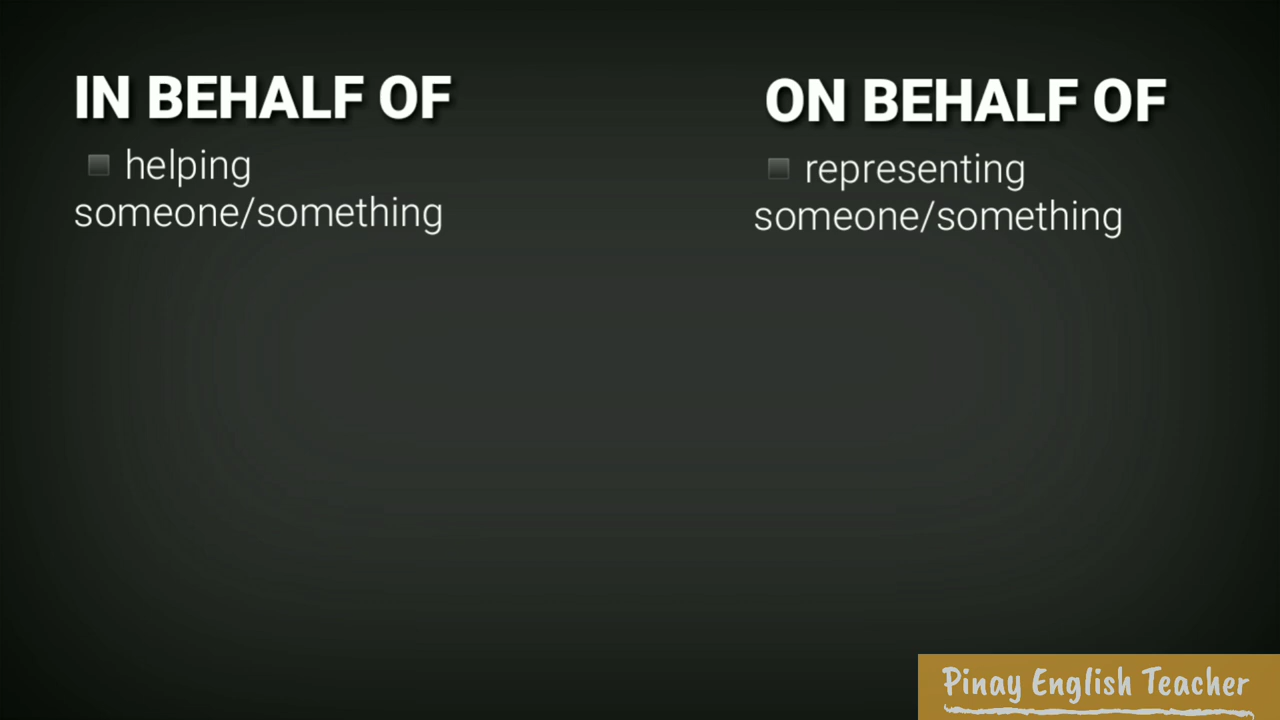 IN BEHALF OF
helping
someone/something
ON BEHALF OF
representing
someone/something
Pinay English Teacher